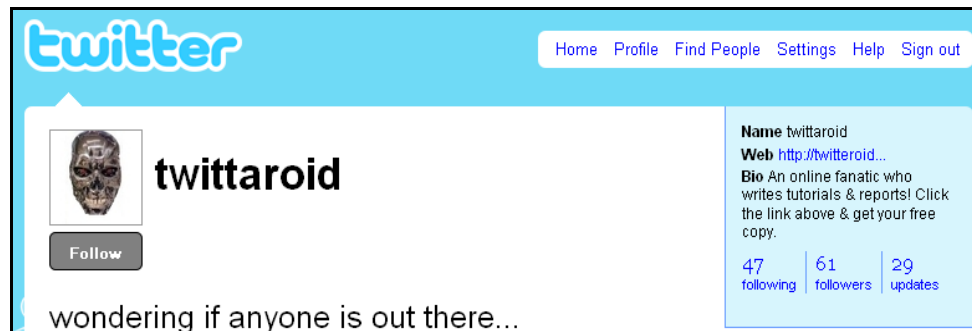 twitter
Home Profile Find People Settings Help Sign out
twittaroid
Follow
wondering if anyone is out there...
Name twittaroid
Web http://twitteroid...
Bio An online fanatic who
writes tutorials & reports! Click
the link above & get your free
copy.
47 61 29
following followers updates